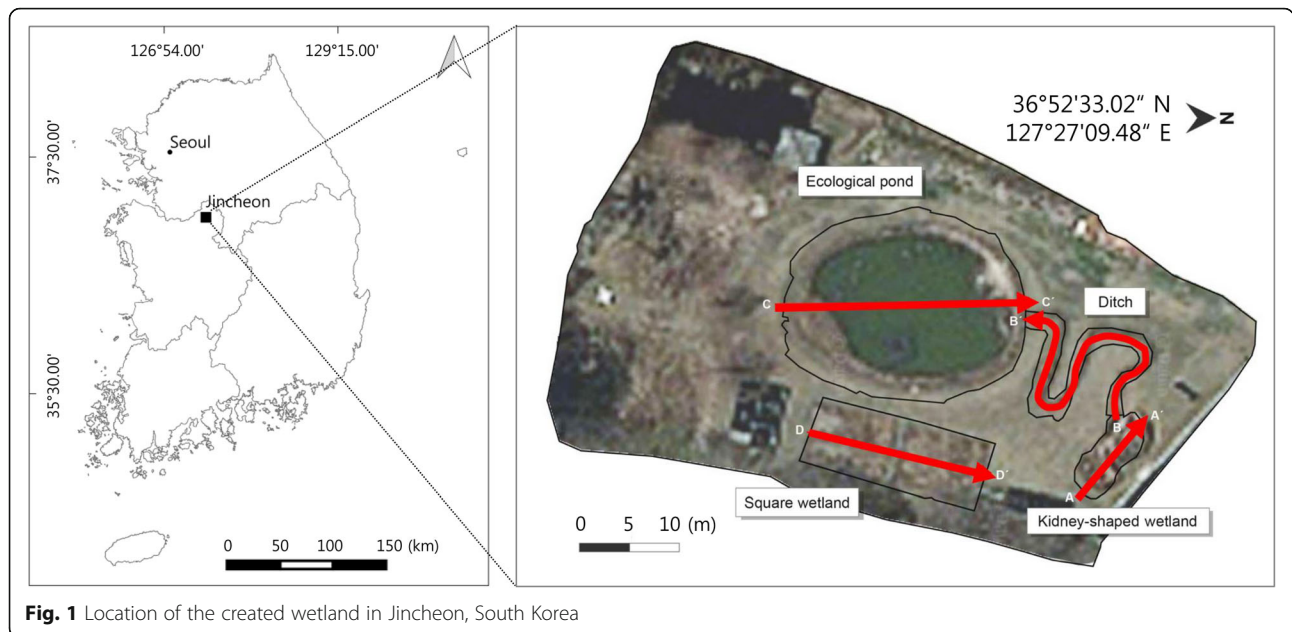 126°54.00' 129°15.00'
37°30.00'
35°30.00'
Seoul
Jincheon
0 50 100 150 (km)
36°52'33.02“ N
127°27'09.48“ E
N
Ecological pond
C C´
B´
Ditch
B A´
D D´
A
Square wetland
Kidney-shaped wetland
0 5 10 (m)
Fig. 1 Location of the created wetland in Jincheon, South Korea